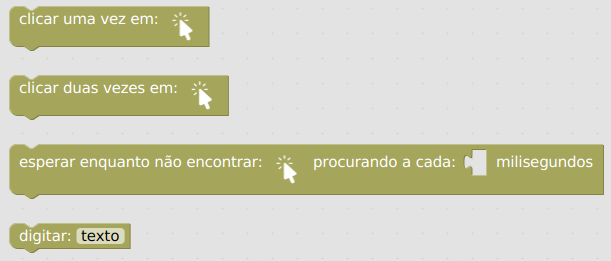 clicar uma vez em:
clicar duas vezes em:
esperar enquanto não encontrar: procurando a cada: milisegundos
digitar: texto